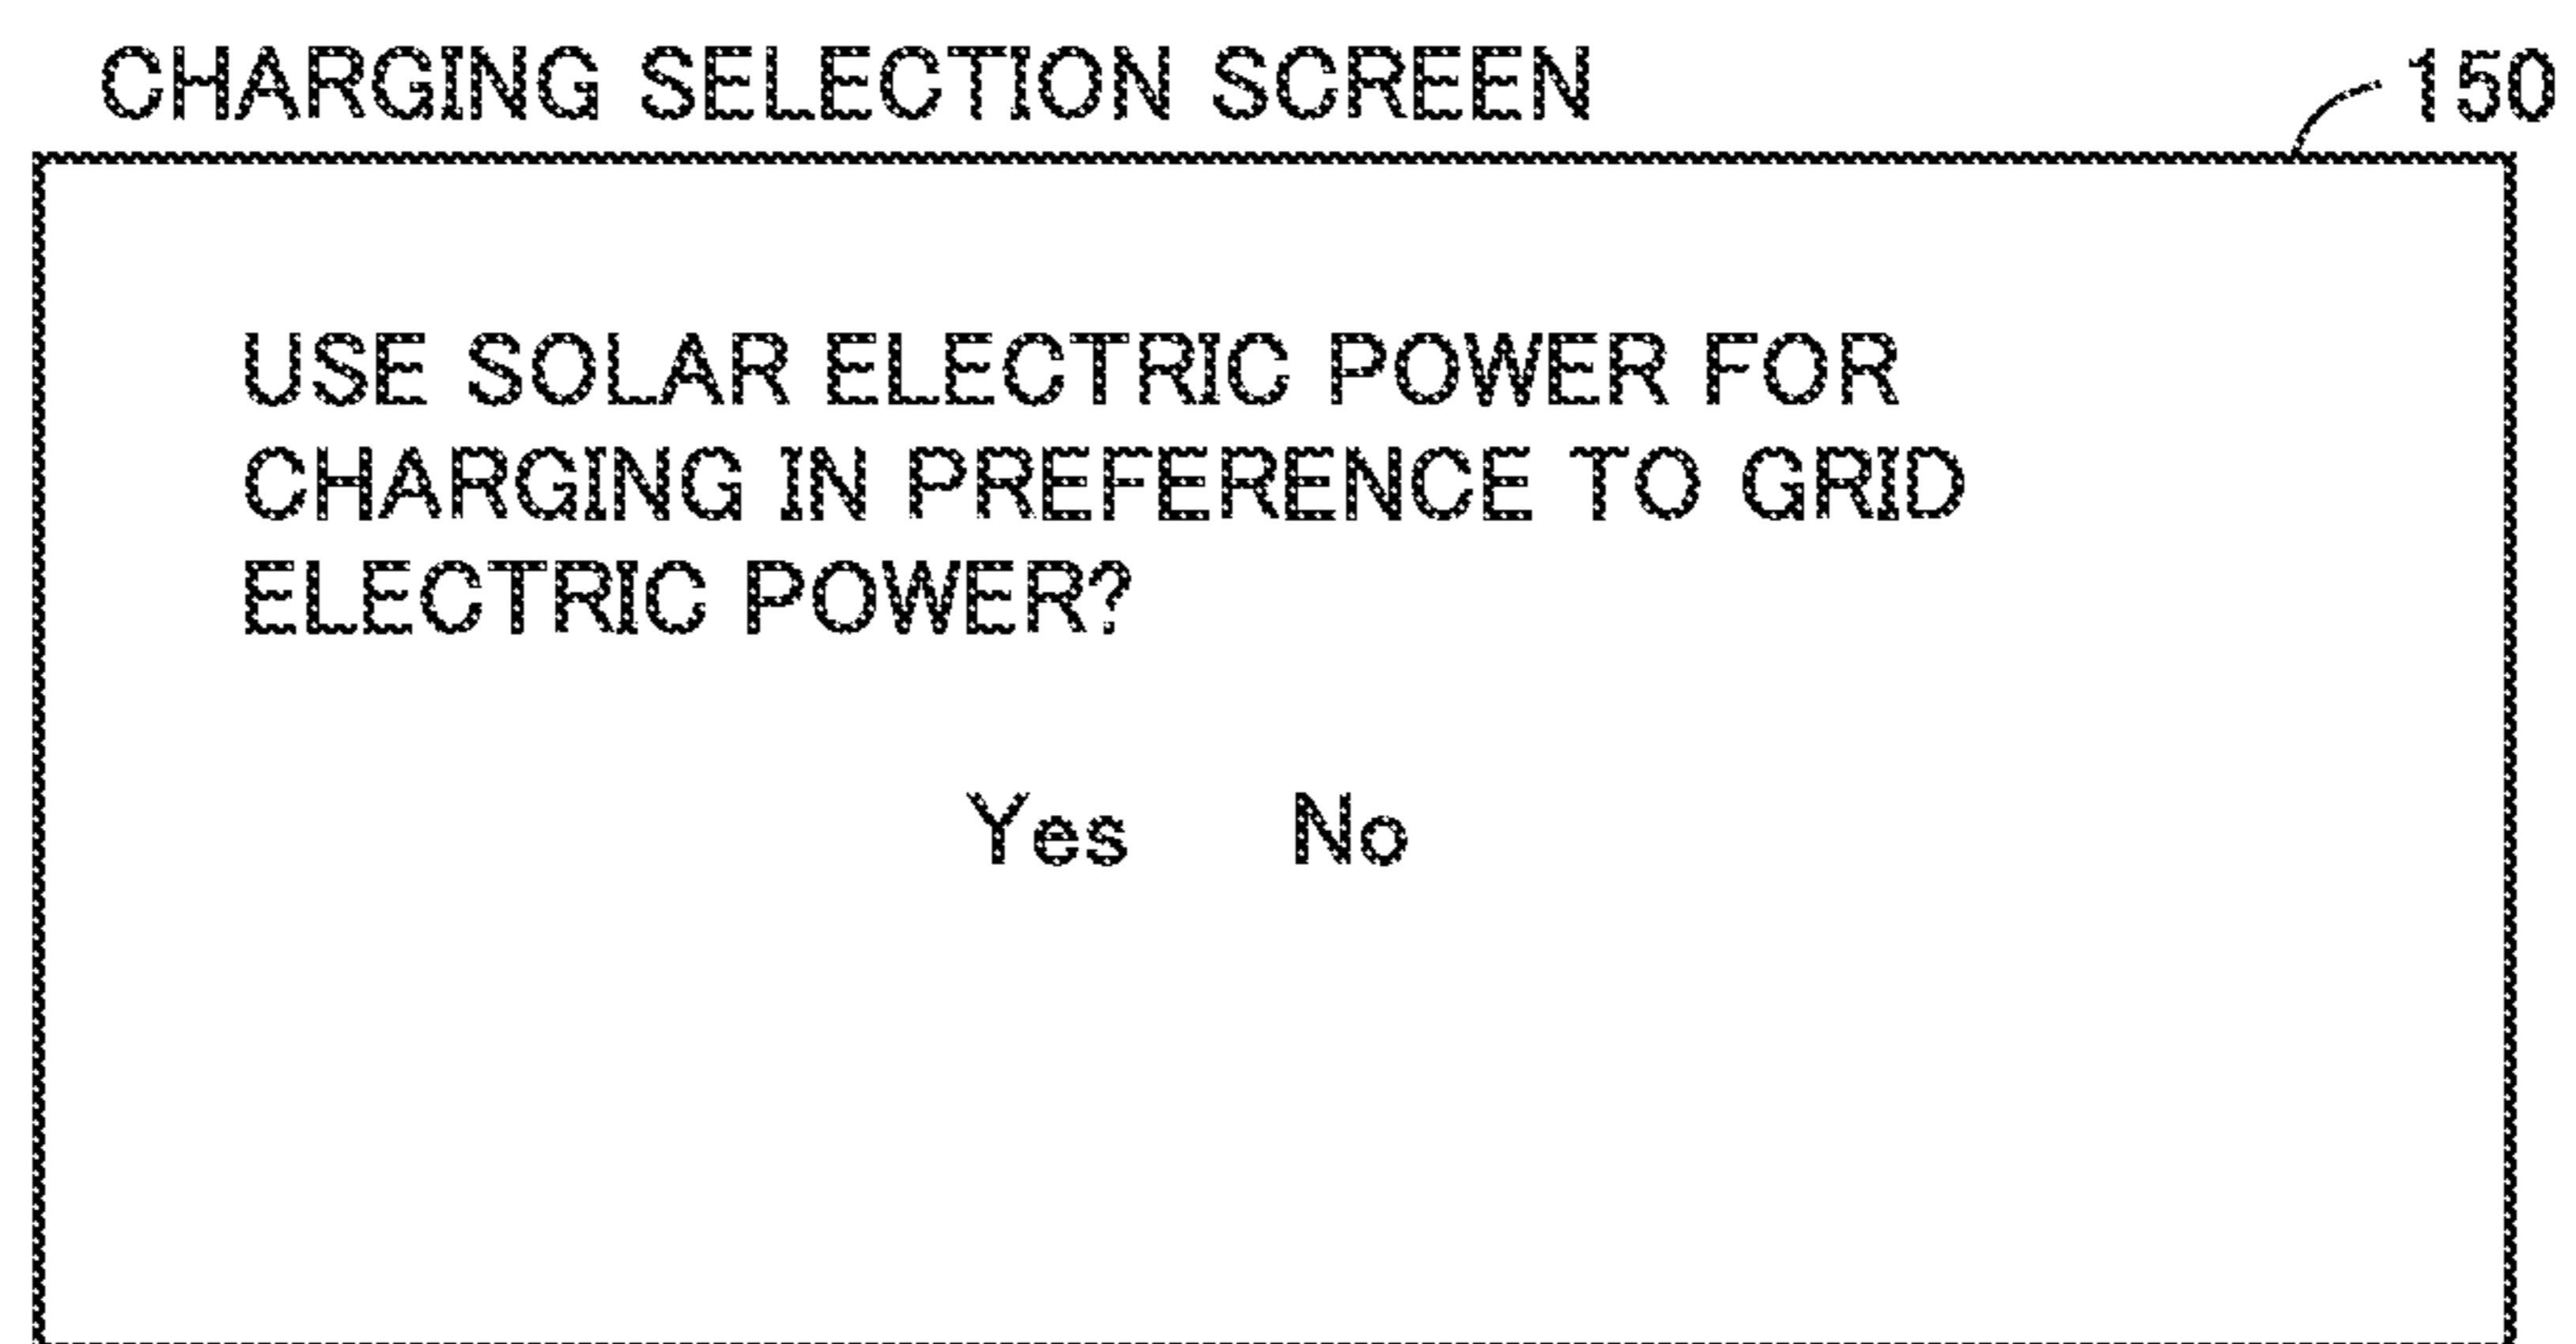 CHARGING SELECTION SCREEN
150
USE SOLAR ELECTRIC POWER FOR
CHARGING IN PREFERENCE TO GRID
ELECTRIC POWER?
Yes No